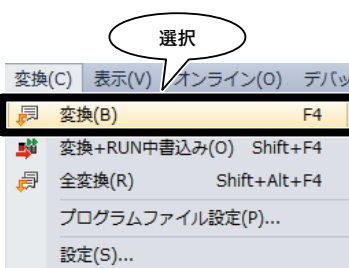 選択
変換(C) 表示(V) オンライン(O) デバッ
変換(B) F4
変換+RUN中書込み(O) Shift+F4
全変換(R) Shift+Alt+F4
プログラムファイル設定(P)...
設定(S)...